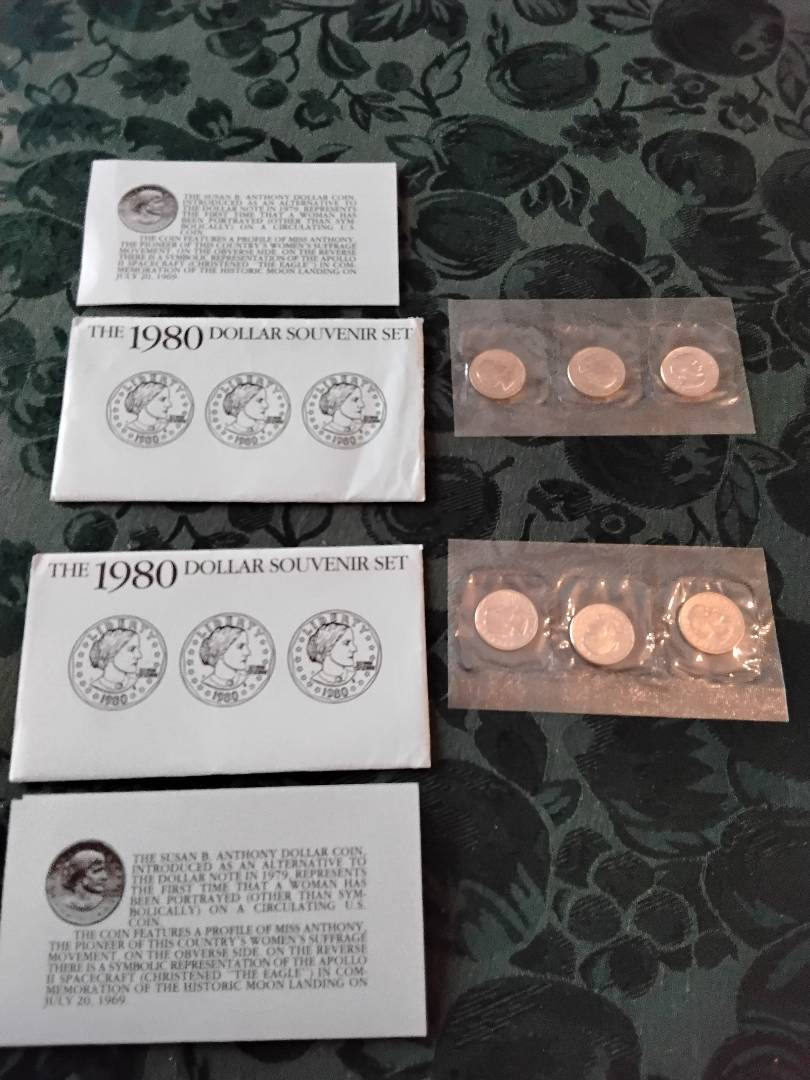 THE SUSAN B. ANTHONY DOLLAR COIN,
INTRODUCED AS AN ALTERNATIVE TO
THE DOLLAR NOTE IN 1979, REPRESENTS
THE FIRST TIME THAT A WOMAN HAS
BEEN PORTRAYED (OTHER THAN SYM-
BOLICALLY) ON A CIRCULATING U.S.
COIN.
THE COIN FEATURES A PROFILE OF MISS ANTHONY,
THE PIONEER OF THIS COUNTRY'S WOMEN'S SUFFRAGE
MOVEMENT, ON THE OBVERSE SIDE. ON THE REVERSE
THERE IS A SYMBOLIC REPRESENTATION OF THE APOLLO
11 SPACECRAFT (CHRISTENED "THE EAGLE") IN COM-
MEMORATION OF THE HISTORIC MOON LANDING ON
JULY 20, 1969.
THE 1980 DOLLAR SOUVENIR SET
LIBERTY LIBERTY LIBERTY
1980 1980 1980
THE 1980 DOLLAR SOUVENIR SET
LIBERTY LIBERTY LIBERTY
1980 1980 1980
THE SUSAN B. ANTHONY DOLLAR COIN,
INTRODUCED AS AN ALTERNATIVE TO
THE DOLLAR NOTE IN 1979, REPRESENTS
THE FIRST TIME THAT A WOMAN HAS
BEEN PORTRAYED (OTHER THAN SYM-
BOLICALLY) ON A CIRCULATING U.S.
COIN.
THE COIN FEATURES A PROFILE OF MISS ANTHONY,
THE PIONEER OF THIS COUNTRY'S WOMEN'S SUFFRAGE
MOVEMENT, ON THE OBVERSE SIDE. ON THE REVERSE
THERE IS A SYMBOLIC REPRESENTATION OF THE APOLLO
11 SPACECRAFT (CHRISTENED "THE EAGLE") IN COM-
MEMORATION OF THE HISTORIC MOON LANDING ON
JULY 20, 1969.